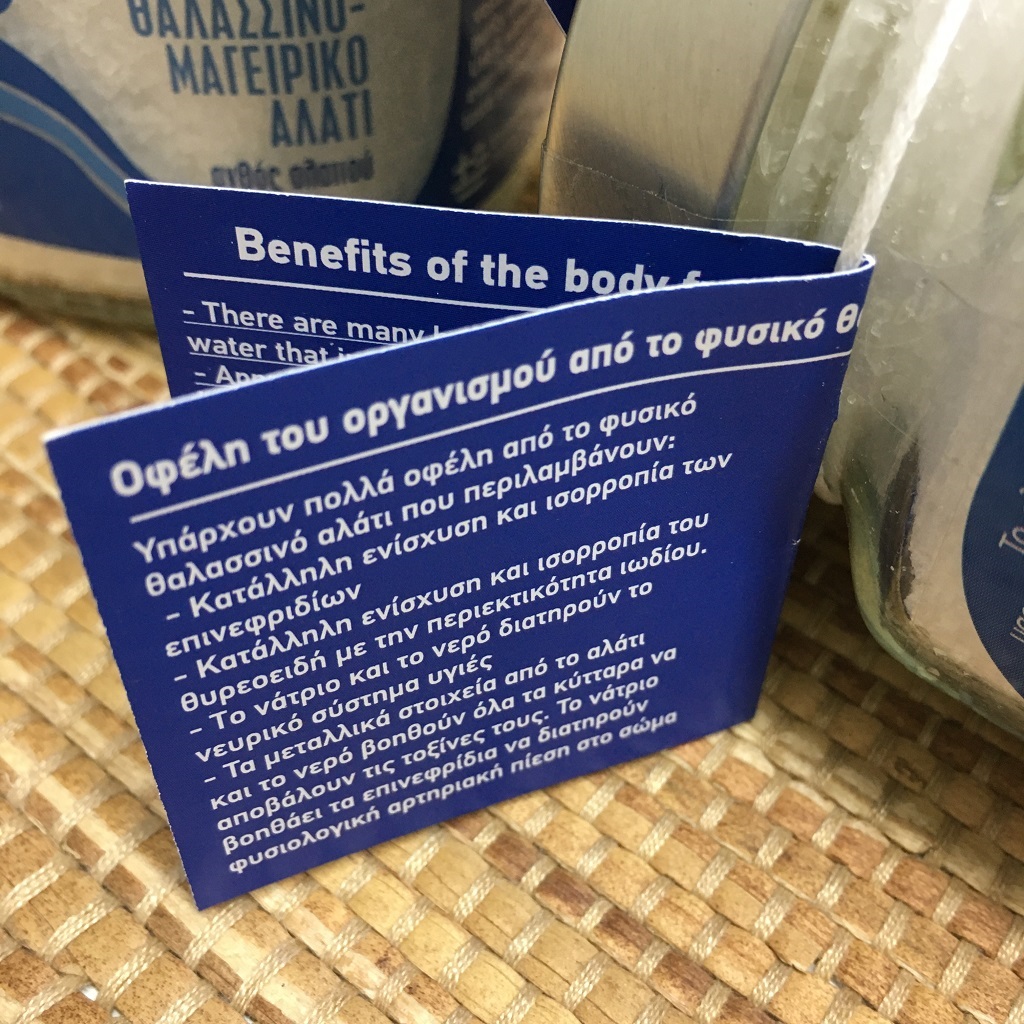 ΘΑΛΑΣΣΙΝΟ-
ΜΑΓΕΙΡΙΚΟ
ΑΛΑΤΙ
Benefits of the body
- There are many
water that
Οφέλη του οργανισμού από το φυσικό
Υπάρχουν πολλά οφέλη από το φυσικό
θαλασσινό αλάτι που περιλαμβάνουν:
- Κατάλληλη ενίσχυση και ισορροπία των
επινεφριδίων
- Κατάλληλη ενίσχυση και ισορροπία του
θυρεοειδή με την περιεκτικότητα ιωδίου.
- Το νάτριο και το νερό διατηρούν το
νευρικό σύστημα υγιές
- Τα μεταλλικά στοιχεία από το αλάτι
και το νερό βοηθούν όλα τα κύτταρα να
αποβάλουν τις τοξίνες τους. Το νάτριο
βοηθάει τα επινεφρίδια να διατηρούν
φυσιολογική αρτηριακή πίεση στο σώμα